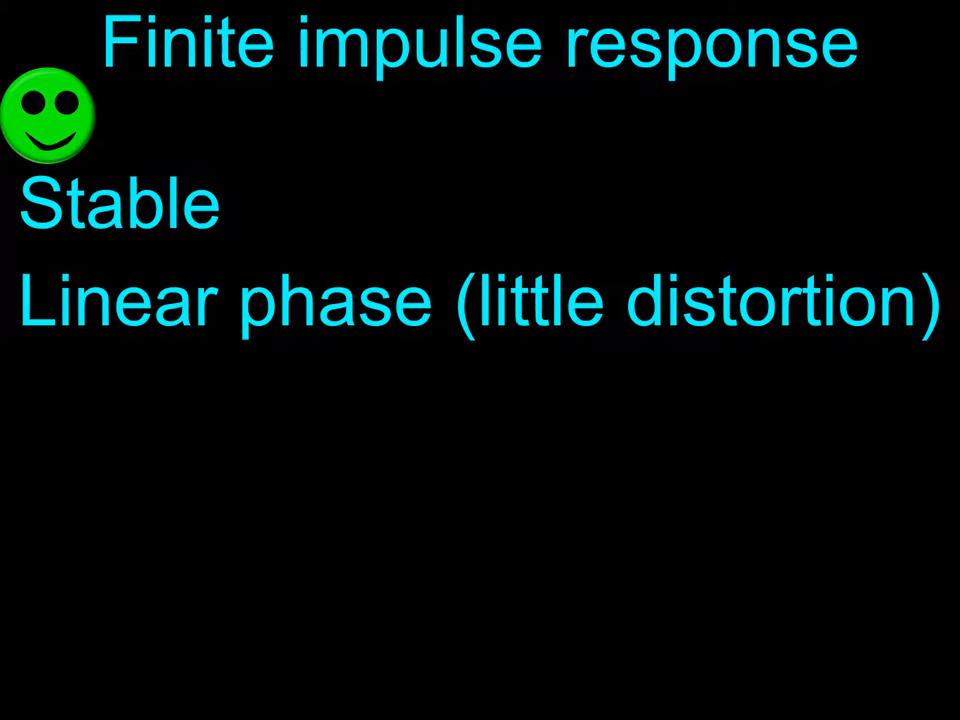 Finite impulse response
Stable
Linear phase (little distortion)